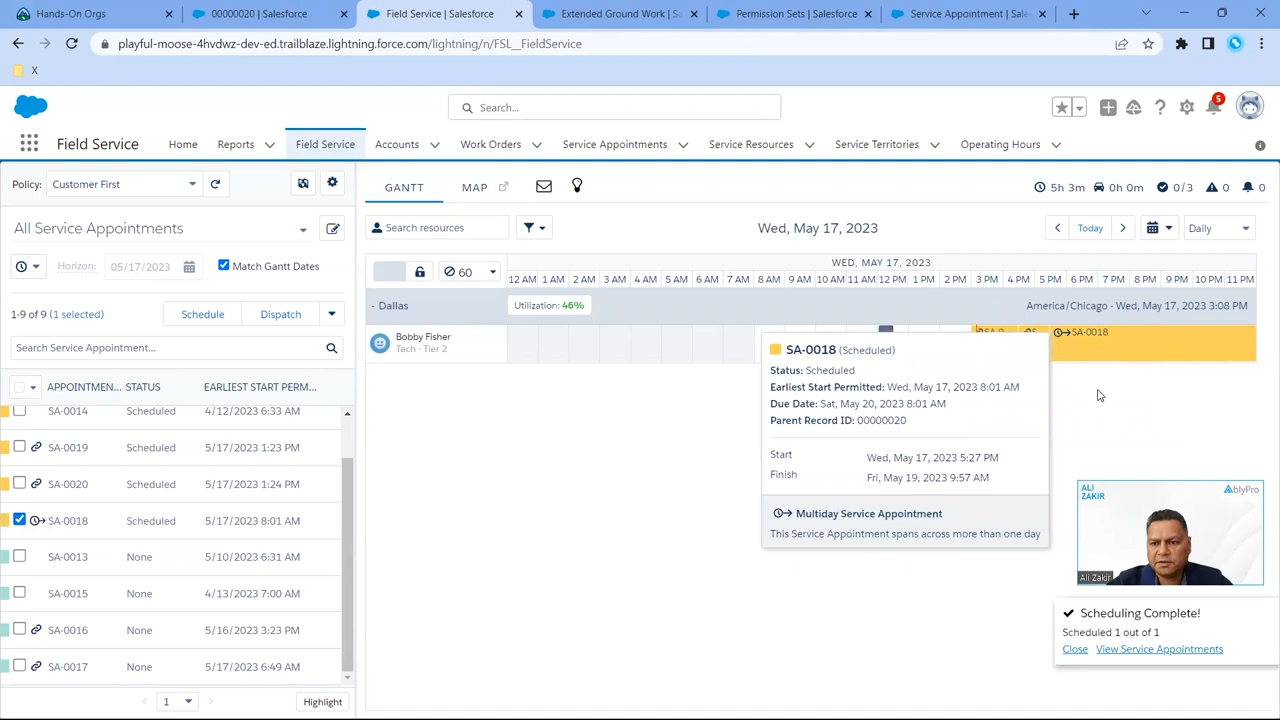 Hands-On Orgs
00000020 | Salesforce
Field Service | Salesforce
Extended Ground Work | Sa
Permission Sets | Salesforce
Service Appointment | Sale
playful-moose-4hvdwz-dev-ed.trailblaze.lightning.force.com/lightning/n/FSL__FieldService
X
Search...
5
Field Service
Home
Reports
Field Service
Accounts
Work Orders
Service Appointments
Service Resources
Service Territories
Operating Hours
Policy:
Customer First
GANTT
MAP
5h 3m
0h 0m
0/3
0
0
All Service Appointments
Search resources
Wed, May 17, 2023
Today
Daily
05/17/2023
Match Gantt Dates
60
WED, MAY 17, 2023
12 AM 1 AM 2 AM 3 AM 4 AM 5 AM 6 AM 7 AM 8 AM 9 AM 10 AM 11 AM 12 PM 1 PM 2 PM 3 PM 4 PM 5 PM 6 PM 7 PM 8 PM 9 PM 10 PM 11 PM
1-9 of 9 (1 selected)
Schedule
Dispatch
- Dallas
Utilization: 46%
America/Chicago - Wed, May 17, 2023 3:08 PM
Search Service Appointment...
Bobby Fisher
Tech - Tier 2
SA-0018
APPOINTMEN... STATUS EARLIEST START PERM...
SA-0014 Scheduled 4/12/2023 6:33 AM
Scheduled 5/17/2023 1:23 PM
Scheduled 5/17/2023 1:24 PM
SA-0018 Scheduled 5/17/2023 8:01 AM
None 4/12/2023 6:31 AM
SA-0015 None 4/13/2023 7:00 AM
SA-0016 None 5/16/2023 3:23 PM
SA-0017 None 5/17/2023 6:49 AM
1
Highlight
SA-0018 (Scheduled)
Status: Scheduled
Earliest Start Permitted: Wed, May 17, 2023 8:01 AM
Due Date: Sat, May 20, 2023 8:01 AM
Parent Record ID: 00000020
Start Wed, May 17, 2023 5:27 PM
Finish Fri, May 19, 2023 9:57 AM
Multiday Service Appointment
This Service Appointment spans across more than one day
ALI
ZAKIR
AblyPro
Ali Zakir
Scheduling Complete!
Scheduled 1 out of 1
Close View Service Appointments